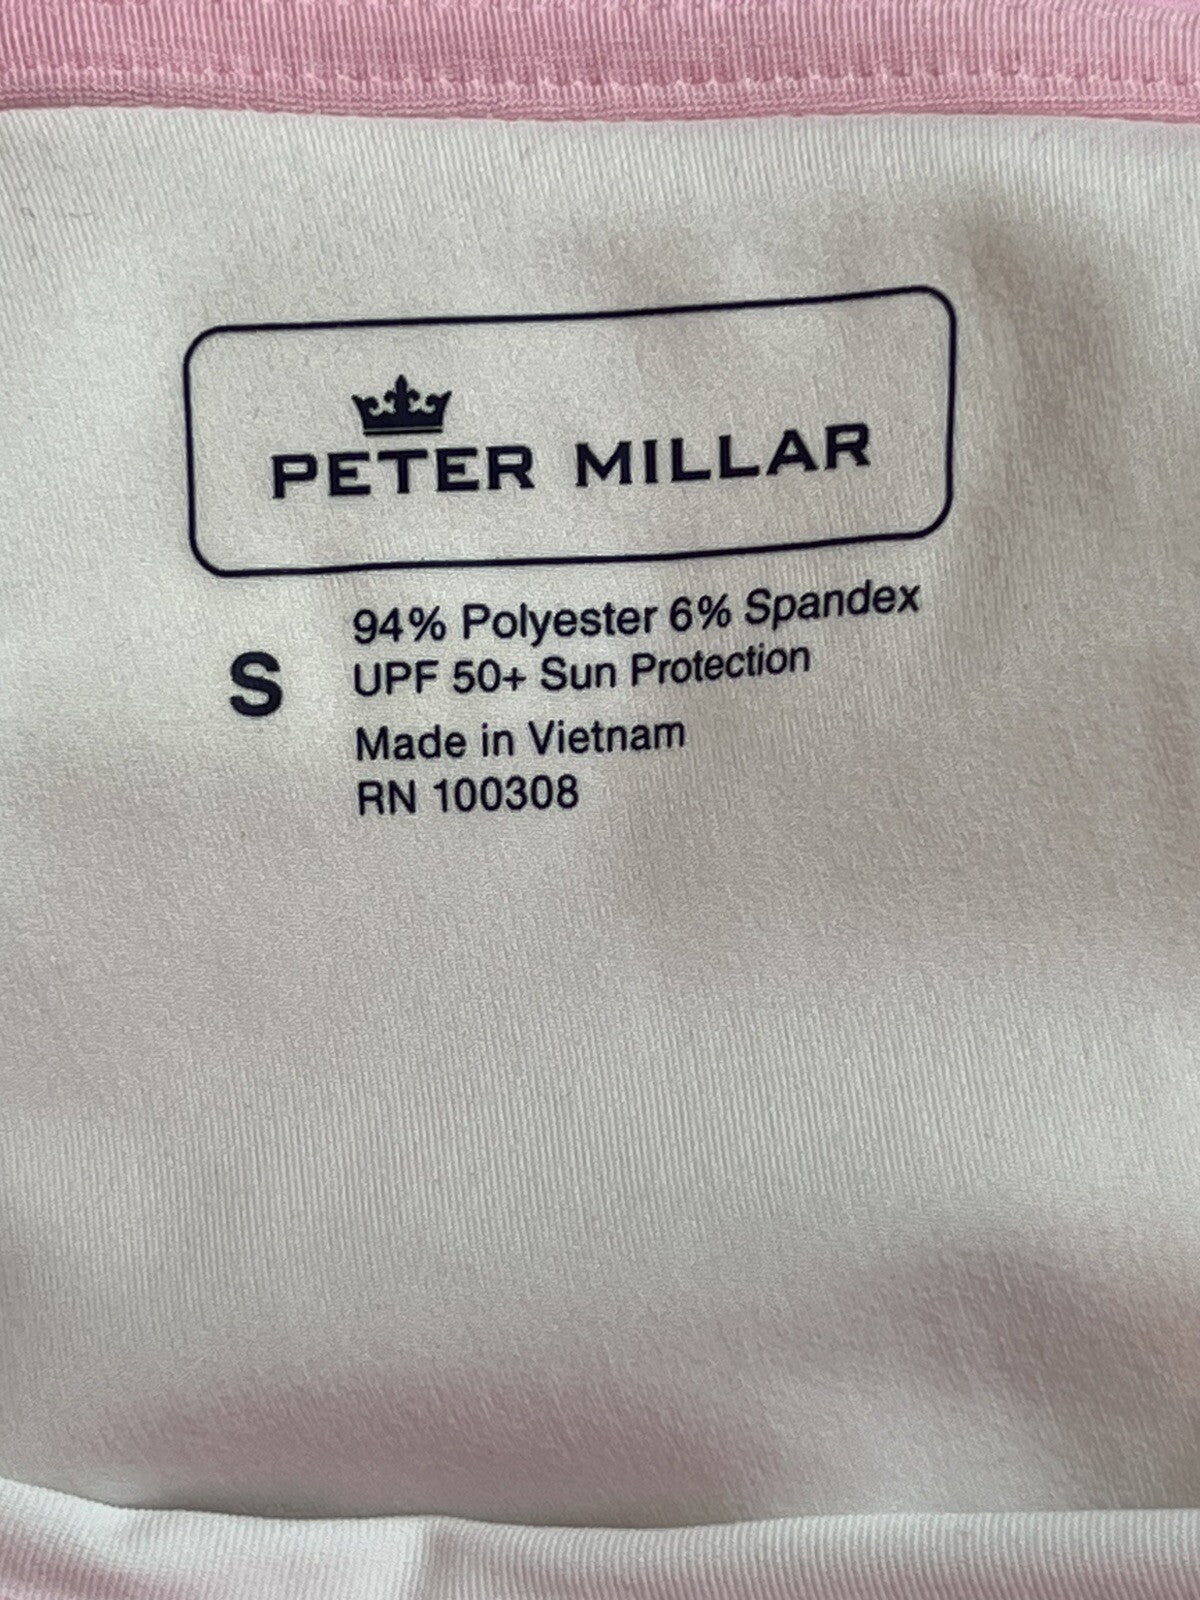 PETER MILLAR
S
94% Polyester 6% Spandex
UPF 50+ Sun Protection
Made in Vietnam
RN 100308